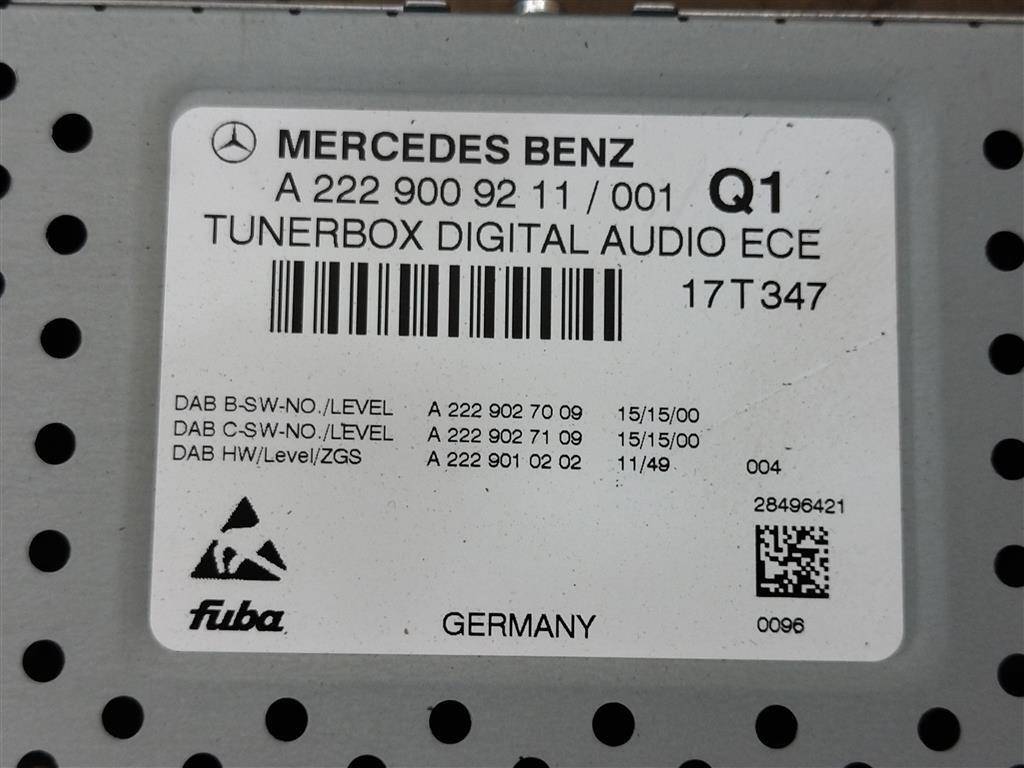 MERCEDES BENZ
A 222 900 92 11 / 001 Q1
TUNERBOX DIGITAL AUDIO ECE
17T347
DAB B-SW-NO./LEVEL A 222 902 70 09 15/15/00
DAB C-SW-NO./LEVEL A 222 902 71 09 15/15/00
DAB HW/Level/ZGS A 222 901 02 02 11/49 004
28496421
fuba GERMANY 0096